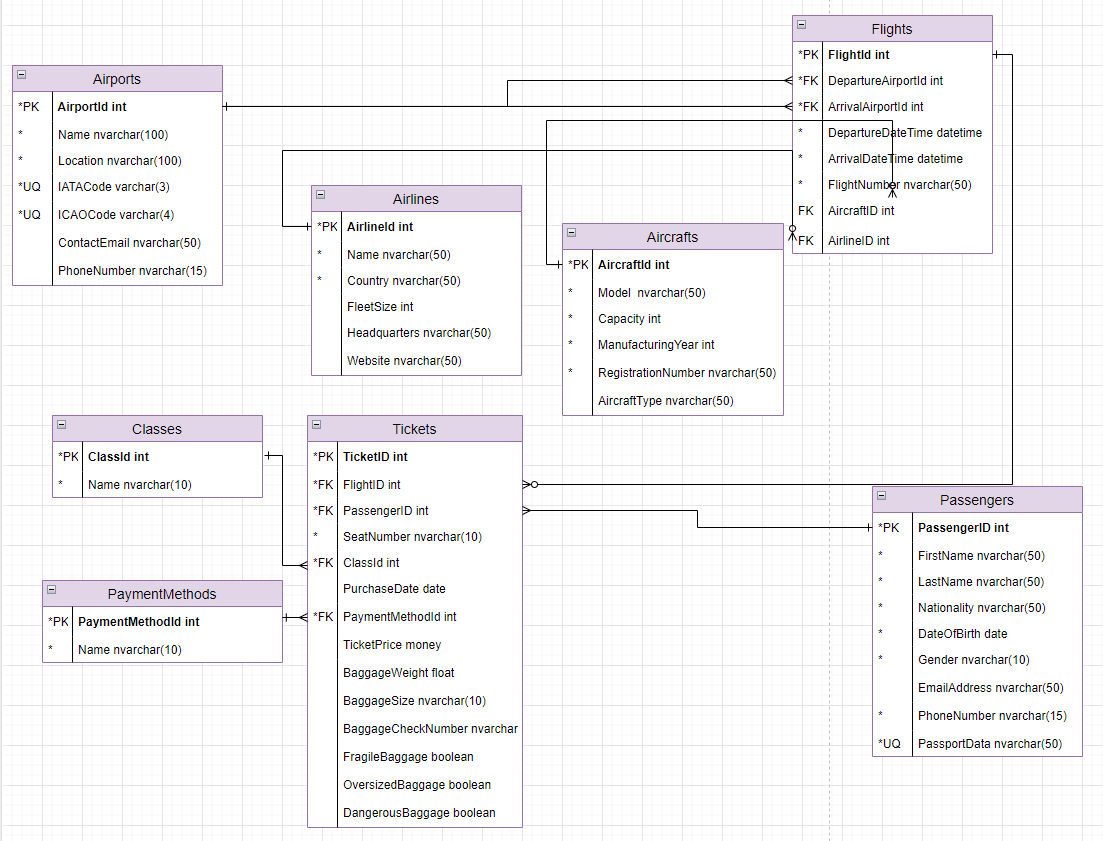 Flights
*PK FlightId int
*FK DepartureAirportId int
*FK ArrivalAirportId int
* DepartureDateTime datetime
* ArrivalDateTime datetime
* FlightNumber nvarchar(50)
FK AircraftID int
FK AirlineID int
Airports
*PK AirportId int
* Name nvarchar(100)
* Location nvarchar(100)
*UQ IATACode varchar(3)
*UQ ICAOCode varchar(4)
ContactEmail nvarchar(50)
PhoneNumber nvarchar(15)
Airlines
*PK AirlineId int
* Name nvarchar(50)
* Country nvarchar(50)
FleetSize int
Headquarters nvarchar(50)
Website nvarchar(50)
Aircrafts
*PK AircraftId int
* Model nvarchar(50)
* Capacity int
* ManufacturingYear int
* RegistrationNumber nvarchar(50)
AircraftType nvarchar(50)
Classes
*PK ClassId int
* Name nvarchar(10)
Tickets
*PK TicketID int
*FK FlightID int
*FK PassengerID int
* SeatNumber nvarchar(10)
*FK ClassId int
PurchaseDate date
*FK PaymentMethodId int
TicketPrice money
BaggageWeight float
BaggageSize nvarchar(10)
BaggageCheckNumber nvarchar
FragileBaggage boolean
OversizedBaggage boolean
DangerousBaggage boolean
PaymentMethods
*PK PaymentMethodId int
* Name nvarchar(10)
Passengers
*PK PassengerID int
* FirstName nvarchar(50)
* LastName nvarchar(50)
* Nationality nvarchar(50)
* DateOfBirth date
* Gender nvarchar(10)
EmailAddress nvarchar(50)
* PhoneNumber nvarchar(15)
*UQ PassportData nvarchar(50)